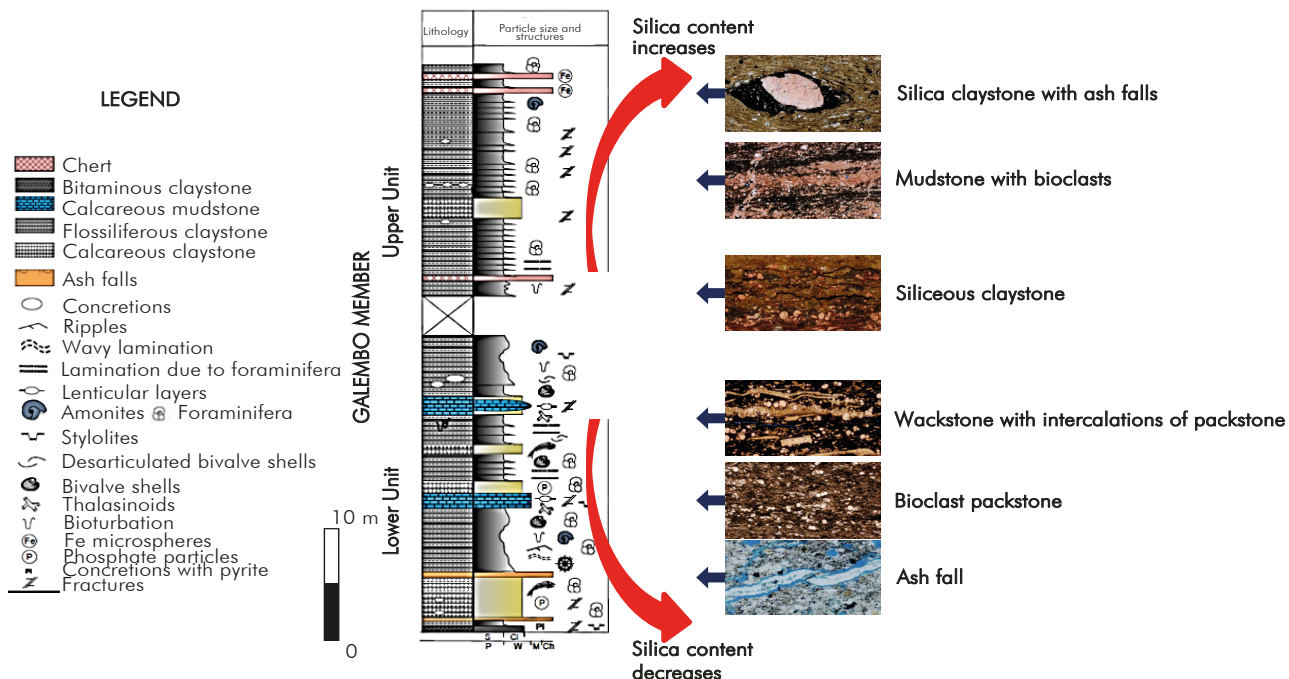 Lithology
Particle size and
structures
Silica content
increases
LEGEND
Chert
Bitaminous claystone
Calcareous mudstone
Flossiliferous claystone
Calcareous claystone
Ash falls
Concretions
Ripples
Wavy lamination
Lamination due to foraminifera
Lenticular layers
Amonites Foraminifera
Stylolites
Desarticulated bivalve shells
Bivalve shells
Thalasinoids
Bioturbation
Fe Fe microspheres
P Phosphate particles
Concretions with pyrite
Fractures
10 m
0
GALEMBO MEMBER
Upper Unit
Lower Unit
Fe
Fe
P
P
PI
S Cl
P W M Ch
Silica claystone with ash falls
Mudstone with bioclasts
Siliceous claystone
Wackstone with intercalations of packstone
Bioclast packstone
Ash fall
Silica content
decreases